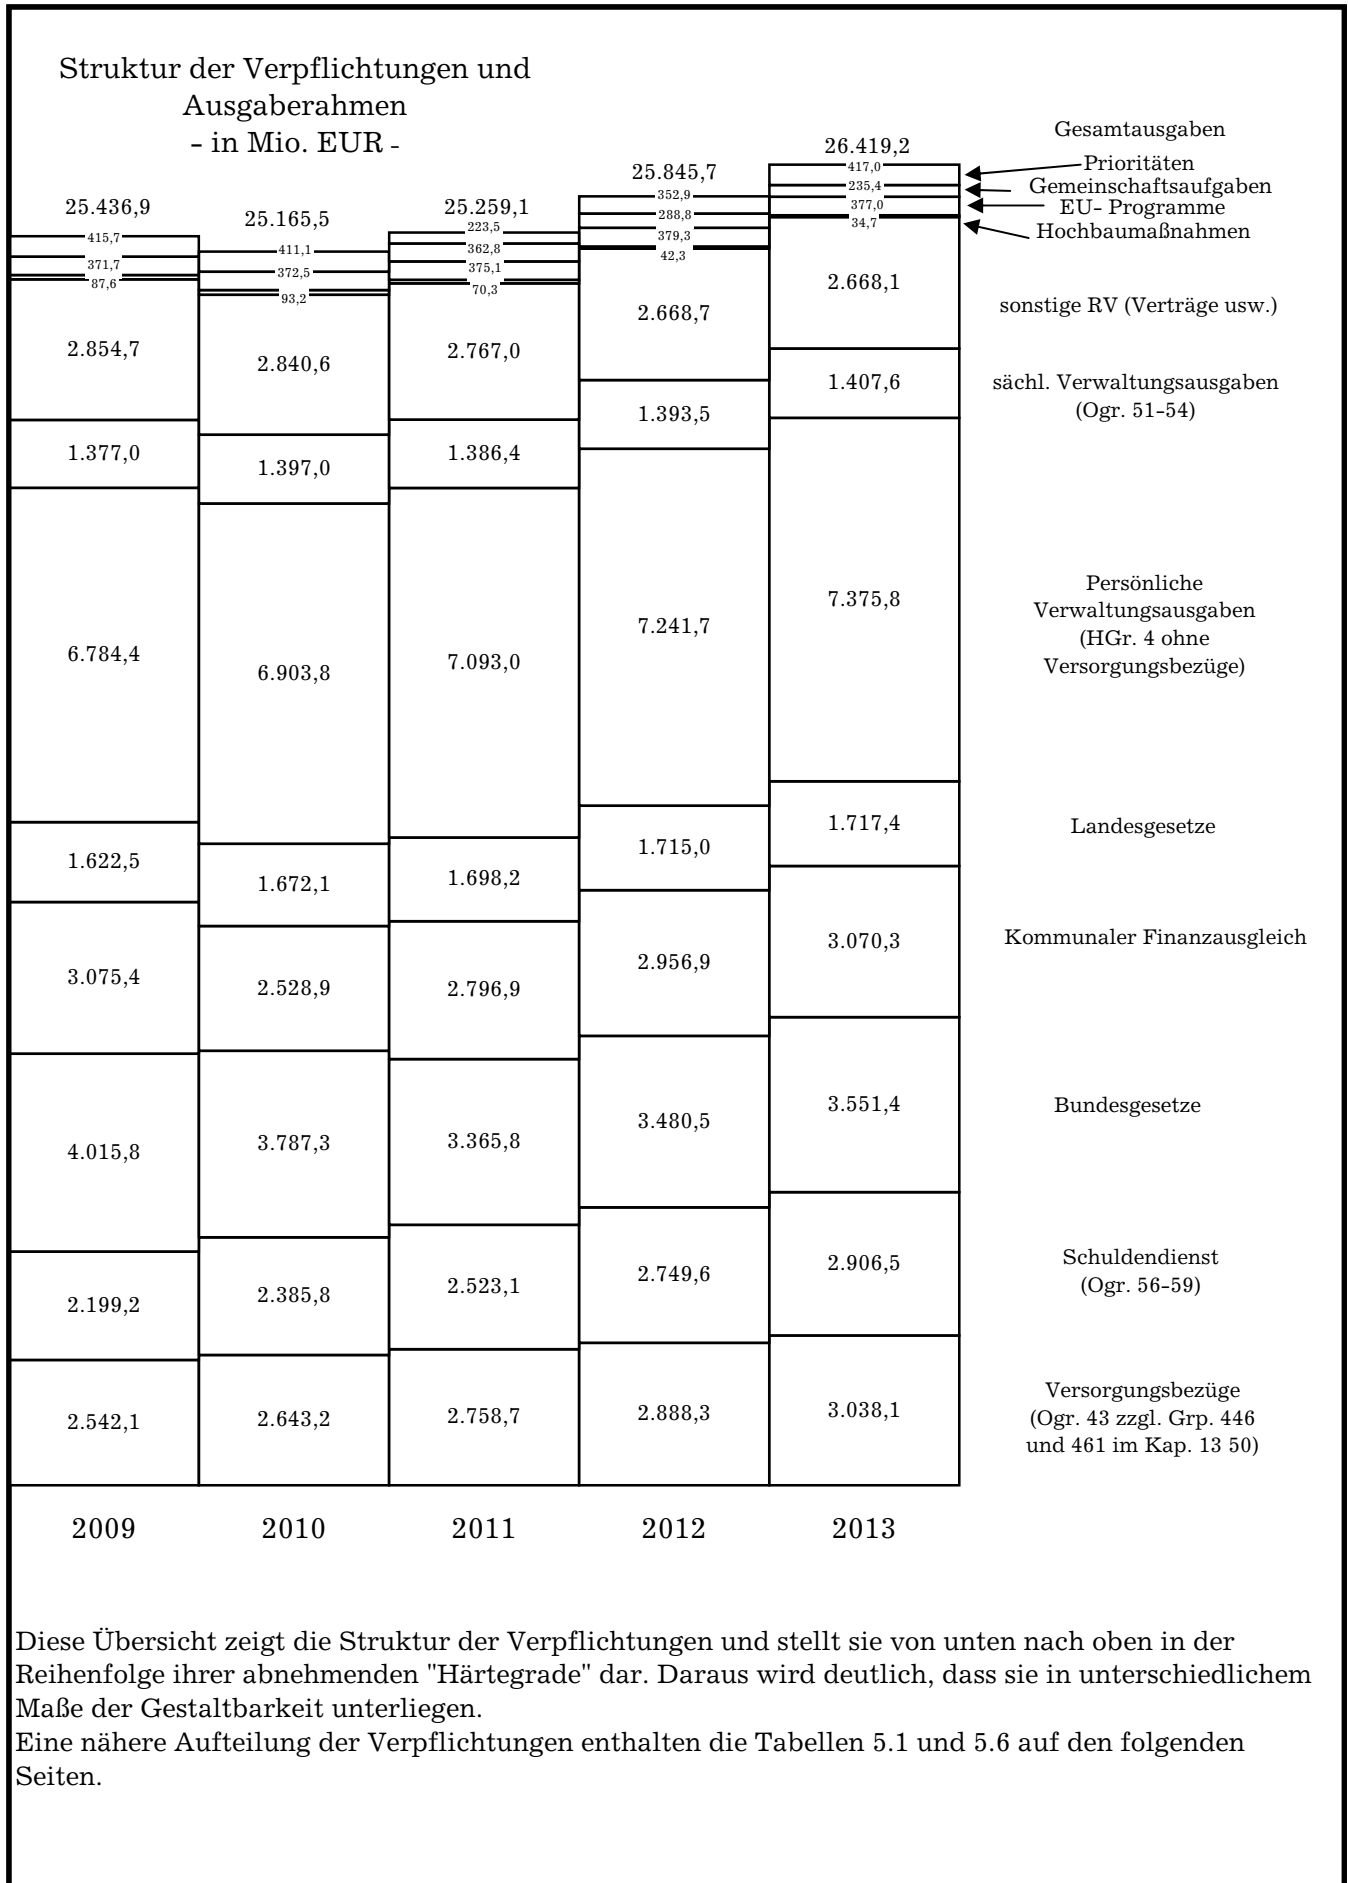 Struktur der Verpflichtungen und
Ausgaberahmen
- in Mio. EUR -
Gesamtausgaben
Prioritäten
Gemeinschaftsaufgaben
EU- Programme
Hochbaumaßnahmen
sonstige RV (Verträge usw.)
sächl. Verwaltungsausgaben
(Ogr. 51-54)
Persönliche
Verwaltungsausgaben
(HGr. 4 ohne
Versorgungsbezüge)
Landesgesetze
Kommunaler Finanzausgleich
Bundesgesetze
Schuldendienst
(Ogr. 56-59)
Versorgungsbezüge
(Ogr. 43 zzgl. Grp. 446
und 461 im Kap. 13 50)
25.436,9
415,7
371,7
87,6
2.854,7
1.377,0
6.784,4
1.622,5
3.075,4
4.015,8
2.199,2
2.542,1
2009
25.165,5
411,1
372,5
93,2
2.840,6
1.397,0
6.903,8
1.672,1
2.528,9
3.787,3
2.385,8
2.643,2
2010
25.259,1
223,5
362,8
375,1
70,3
2.767,0
1.386,4
7.093,0
1.698,2
2.796,9
3.365,8
2.523,1
2.758,7
2011
25.845,7
352,9
288,8
379,3
42,3
2.668,7
1.393,5
7.241,7
1.715,0
2.956,9
3.480,5
2.749,6
2.888,3
2012
26.419,2
417,0
235,4
377,0
34,7
2.668,1
1.407,6
7.375,8
1.717,4
3.070,3
3.551,4
2.906,5
3.038,1
2013
Diese Übersicht zeigt die Struktur der Verpflichtungen und stellt sie von unten nach oben in der
Reihenfolge ihrer abnehmenden "Härtegrade" dar. Daraus wird deutlich, dass sie in unterschiedlichem
Maße der Gestaltbarkeit unterliegen.
Eine nähere Aufteilung der Verpflichtungen enthalten die Tabellen 5.1 und 5.6 auf den folgenden
Seiten.